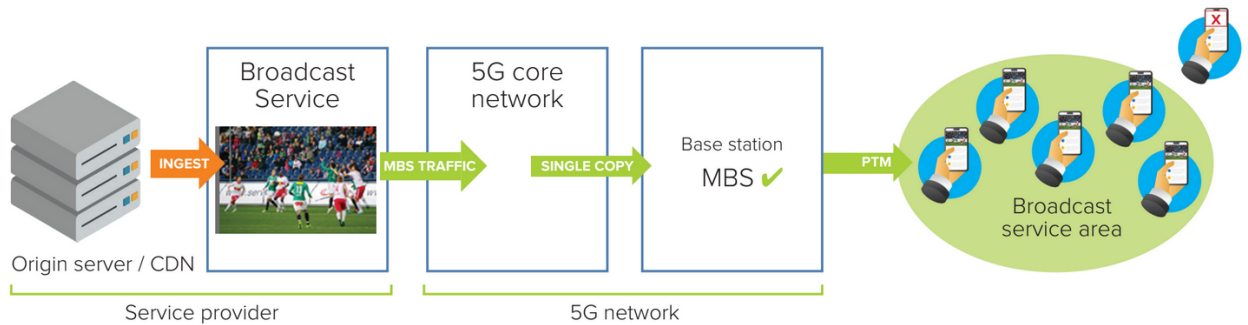 Broadcast
Service
5G core
network
Base station
MBS
INGEST
MBS TRAFFIC
SINGLE COPY
PTM
X
Broadcast
service area
Origin server / CDN
Service provider
5G network